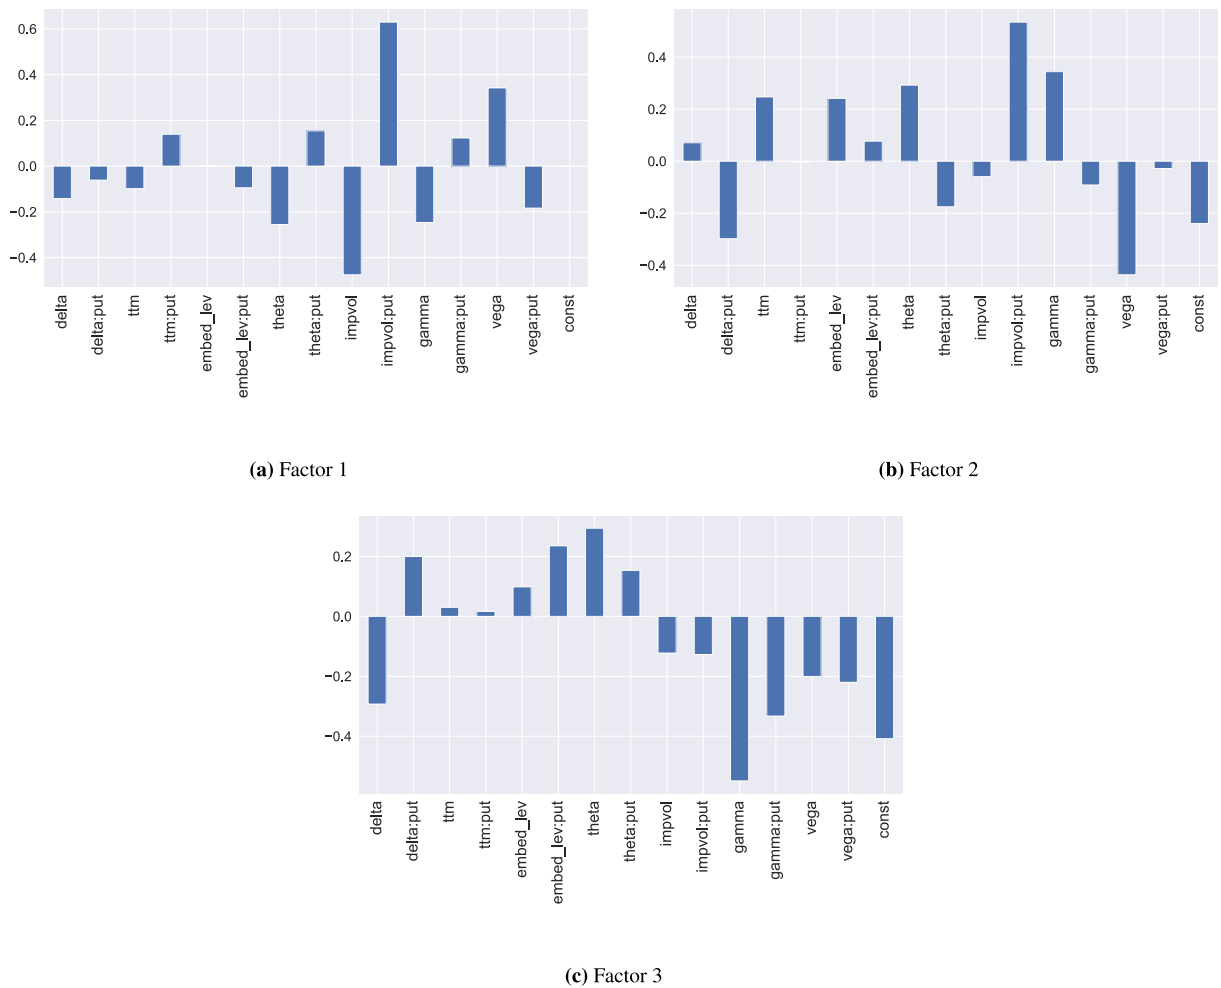 0.6
0.4
0.2
0.0
−0.2
−0.4
delta
delta:put
ttm
ttm:put
embed_lev
embed_lev:put
theta
theta:put
impvol
impvol:put
gamma
gamma:put
vega
vega:put
const
(a) Factor 1
0.4
0.2
0.0
−0.2
−0.4
delta
delta:put
ttm
ttm:put
embed_lev
embed_lev:put
theta
theta:put
impvol
impvol:put
gamma
gamma:put
vega
vega:put
const
(b) Factor 2
0.2
0.0
−0.2
−0.4
delta
delta:put
ttm
ttm:put
embed_lev
embed_lev:put
theta
theta:put
impvol
impvol:put
gamma
gamma:put
vega
vega:put
const
(c) Factor 3